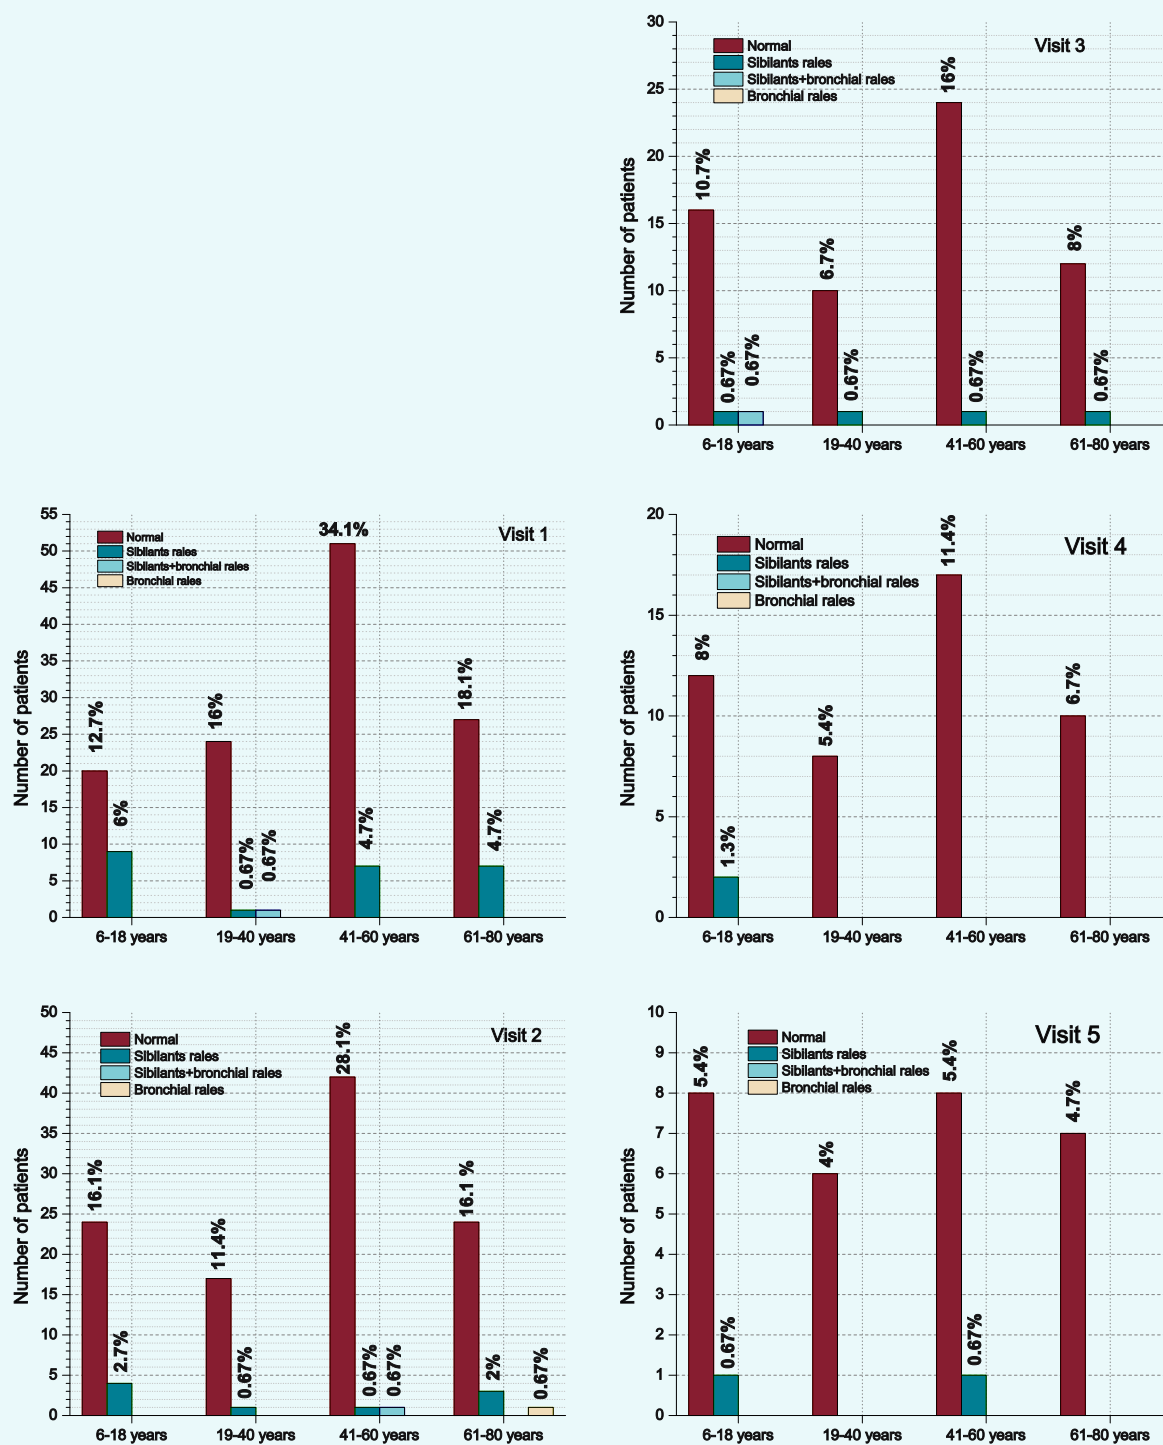 Visit 3
Normal
Sibilants rales
Sibilants+bronchial rales
Bronchial rales
Number of patients
30
25
20
15
10
5
0
10.7%
0.67%
0.67%
6.7%
0.67%
16%
0.67%
8%
0.67%
6-18 years
19-40 years
41-60 years
61-80 years
Visit 1
Normal
Sibilants rales
Sibilants+bronchial rales
Bronchial rales
Number of patients
55
50
45
40
35
30
25
20
15
10
5
0
12.7%
6%
16%
0.67%
0.67%
34.1%
4.7%
18.1%
4.7%
6-18 years
19-40 years
41-60 years
61-80 years
Visit 4
Normal
Sibilants rales
Sibilants+bronchial rales
Bronchial rales
Number of patients
20
15
10
5
0
8%
1.3%
5.4%
11.4%
6.7%
6-18 years
19-40 years
41-60 years
61-80 years
Visit 2
Normal
Sibilants rales
Sibilants+bronchial rales
Bronchial rales
Number of patients
50
45
40
35
30
25
20
15
10
5
0
16.1%
2.7%
11.4%
0.67%
28.1%
0.67%
0.67%
16.1 %
2%
0.67%
6-18 years
19-40 years
41-60 years
61-80 years
Visit 5
Normal
Sibilants rales
Sibilants+bronchial rales
Bronchial rales
Number of patients
10
9
8
7
6
5
4
3
2
1
0
5.4%
0.67%
4%
5.4%
0.67%
4.7%
6-18 years
19-40 years
41-60 years
61-80 years